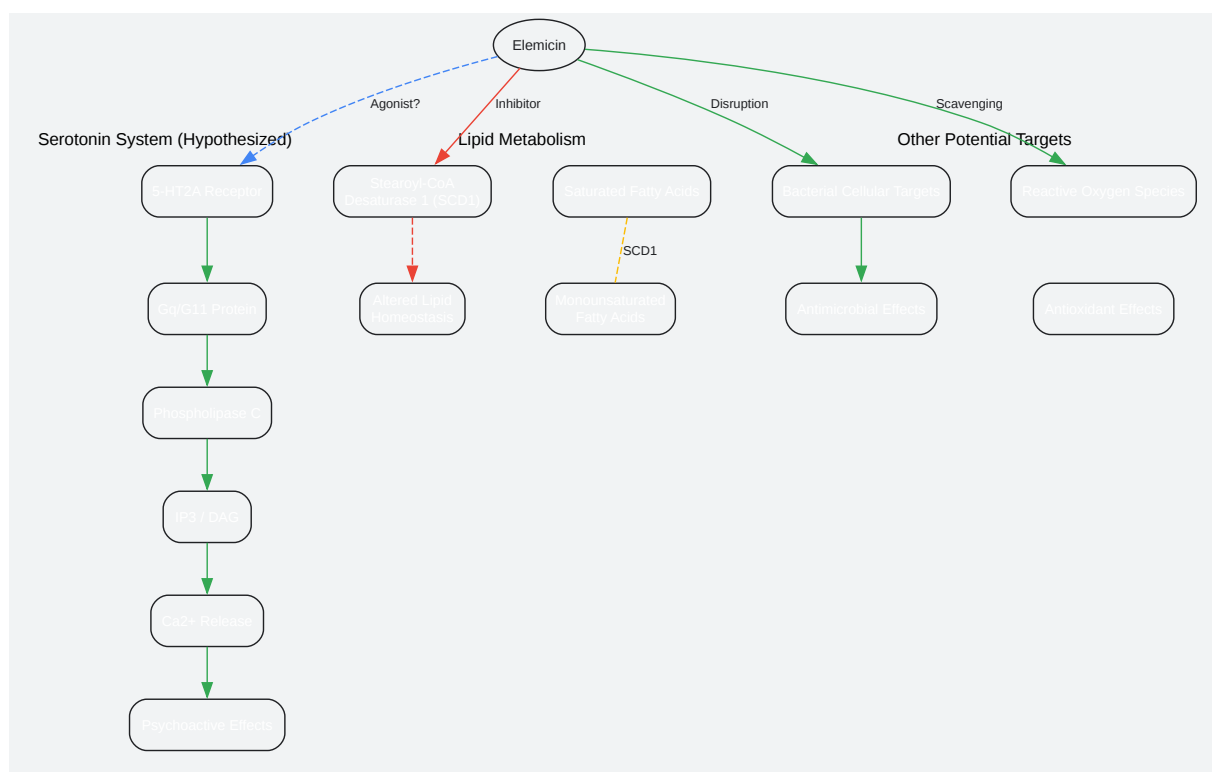 Elemicin
Agonist?
Inhibitor
Disruption
Scavenging
Serotonin System (Hypothesized)
Lipid Metabolism
Other Potential Targets
5-HT2A Receptor
Stearoyl-CoA
Desaturase 1 (SCD1)
Saturated Fatty Acids
Bacterial Cellular Targets
Reactive Oxygen Species
SCD1
Gq/G11 Protein
Altered Lipid
Homeostasis
Monounsaturated
Fatty Acids
Antimicrobial Effects
Antioxidant Effects
Phospholipase C
IP3 / DAG
Ca2+ Release
Psychoactive Effects